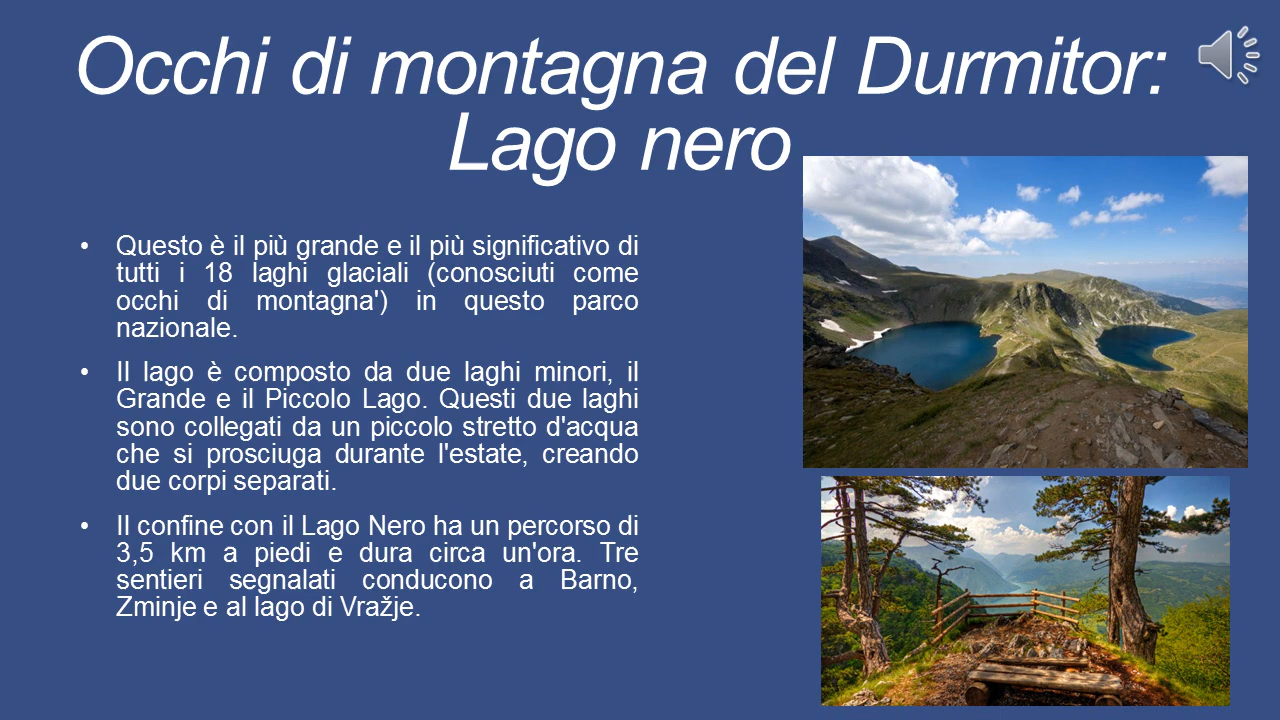 Occhi di montagna del Durmitor:
Lago nero
• Questo è il più grande e il più significativo di
tutti i 18 laghi glaciali (conosciuti come
occhi di montagna') in questo parco
nazionale.
• Il lago è composto da due laghi minori, il
Grande e il Piccolo Lago. Questi due laghi
sono collegati da un piccolo stretto d'acqua
che si prosciuga durante l'estate, creando
due corpi separati.
• Il confine con il Lago Nero ha un percorso di
3,5 km a piedi e dura circa un'ora. Tre
sentieri segnalati conducono a Barno,
Zminje e al lago di Vražje.